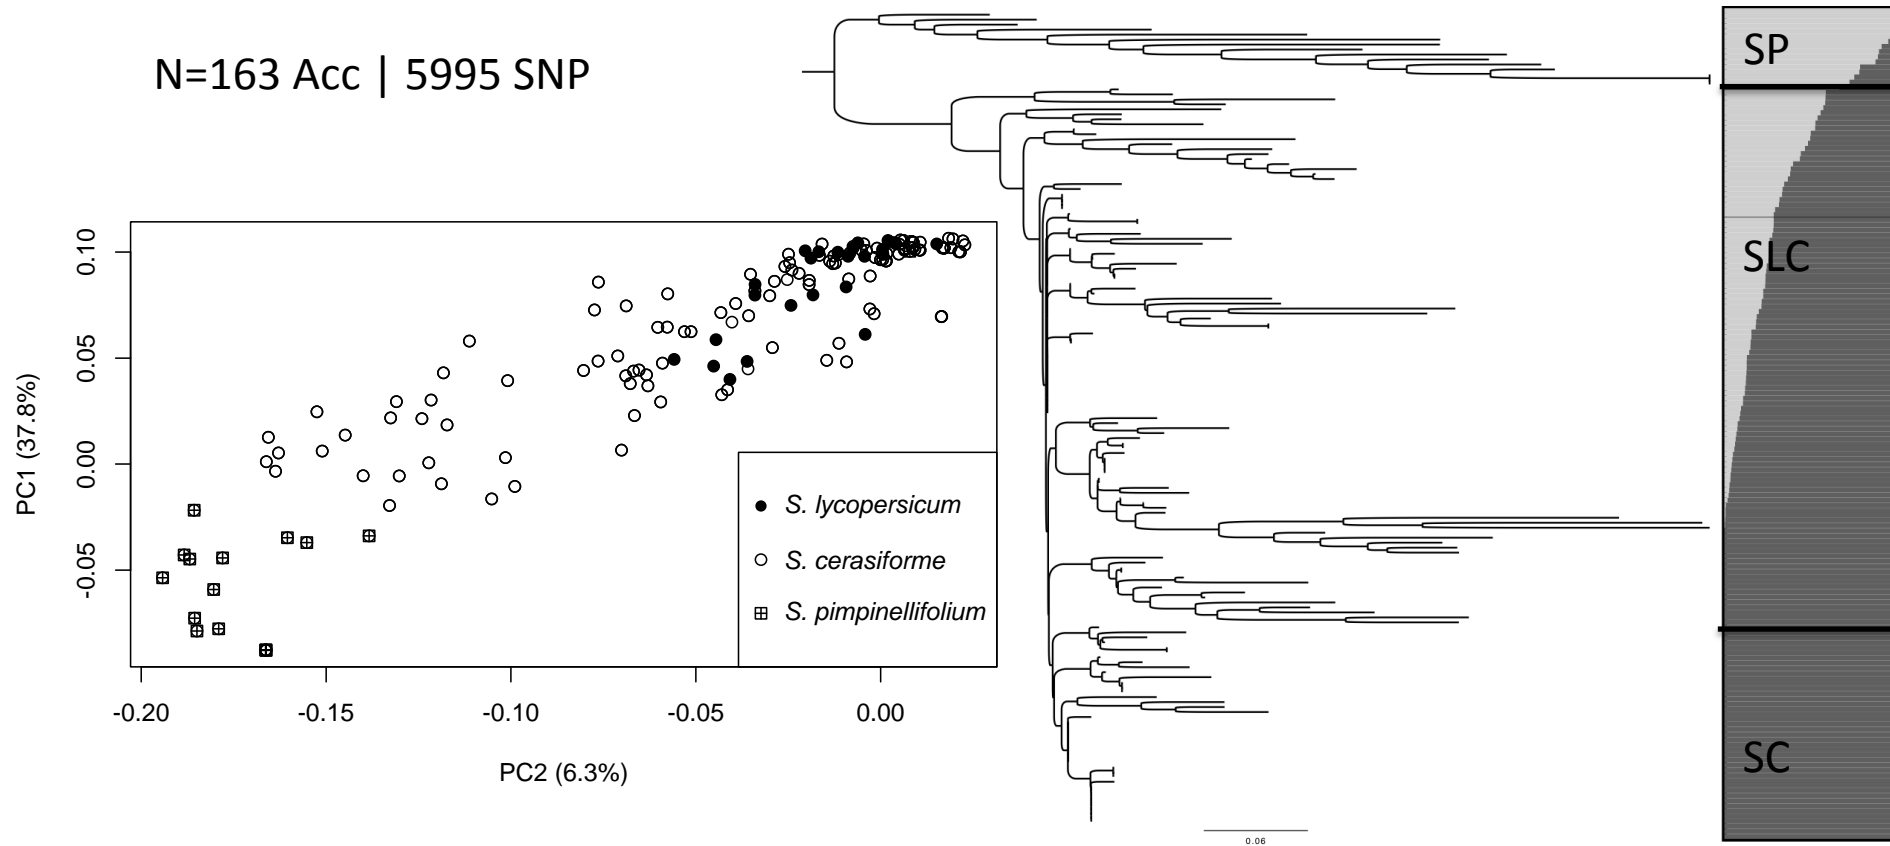 N=163 Acc | 5995 SNP
SP
SLC
SC
PC1 (37.8%)
0.10
0.05
0.00
-0.05
S. lycopersicum
S. cerasiforme
S. pimpinellifolium
-0.20 -0.15 -0.10 -0.05 0.00
PC2 (6.3%)
0.06